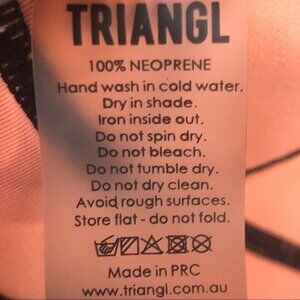 TRIANGL
100% NEOPRENE
Hand wash in cold water.
Dry in shade.
Iron inside out.
Do not spin dry.
Do not bleach.
Do not tumble dry.
Do not dry clean.
Avoid rough surfaces.
Store flat - do not fold.
Made in PRC
www.triangl.com.au